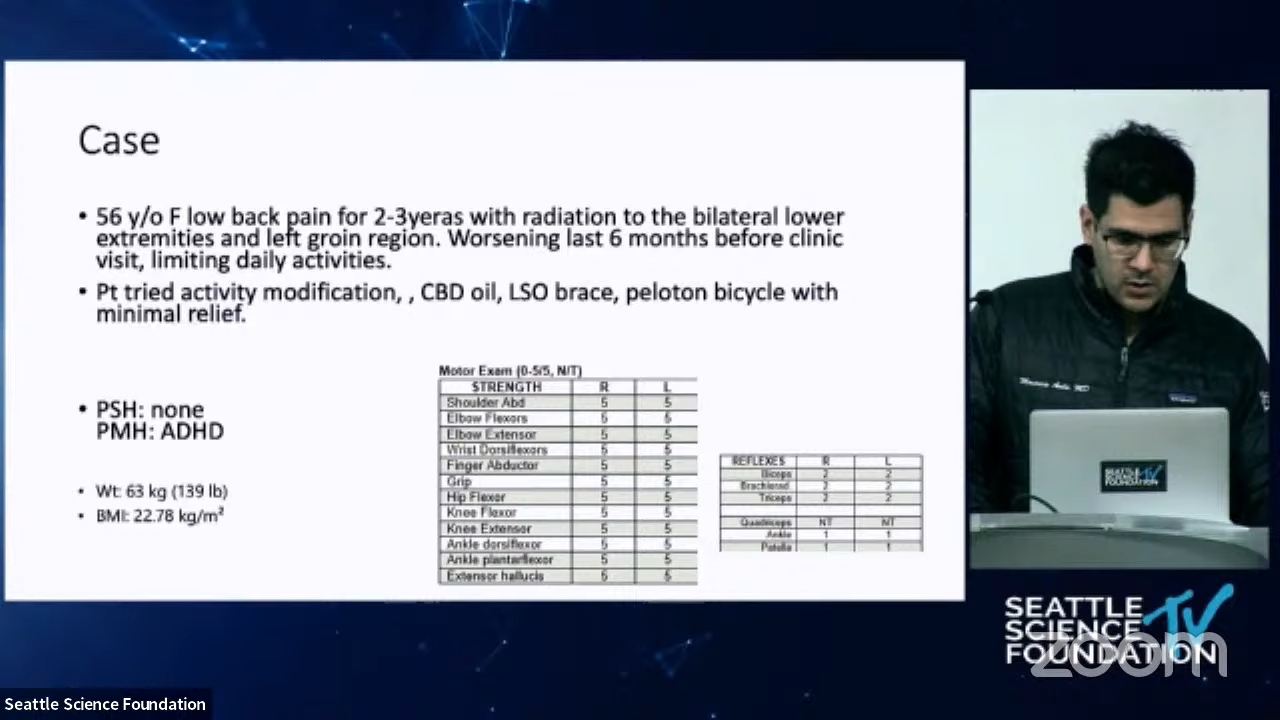 Case
• 56 y/o F low back pain for 2-3yeras with radiation to the bilateral lower
extremities and left groin region. Worsening last 6 months before clinic
visit, limiting daily activities.
• Pt tried activity modification, , CBD oil, LSO brace, peloton bicycle with
minimal relief.
• PSH: none
PMH: ADHD
• Wt: 63 kg (139 lb)
• BMI: 22.78 kg/m²
Motor Exam (0-5/5, N/T)
STRENGTH R L
Shoulder Abd 5 5
Elbow Flexors 5 5
Elbow Extensor 5 5
Wrist Dorsiflexors 5 5
Finger Abductor 5 5
Grip 5 5
Hip Flexor 5 5
Knee Flexor 5 5
Knee Extensor 5 5
Ankle dorsiflexor 5 5
Ankle plantarflexor 5 5
Extensor hallucis 5 5
REFLEXES R L
Biceps 2 2
Brachiorad 2 2
Triceps 2 2
Quadriceps NT NT
Ankle 1 1
Patella 1 1
SEATTLE
SCIENCE
FOUNDATION
TV
SEATTLE
SCIENCE
FOUNDATION
TV
zoom
Seattle Science Foundation